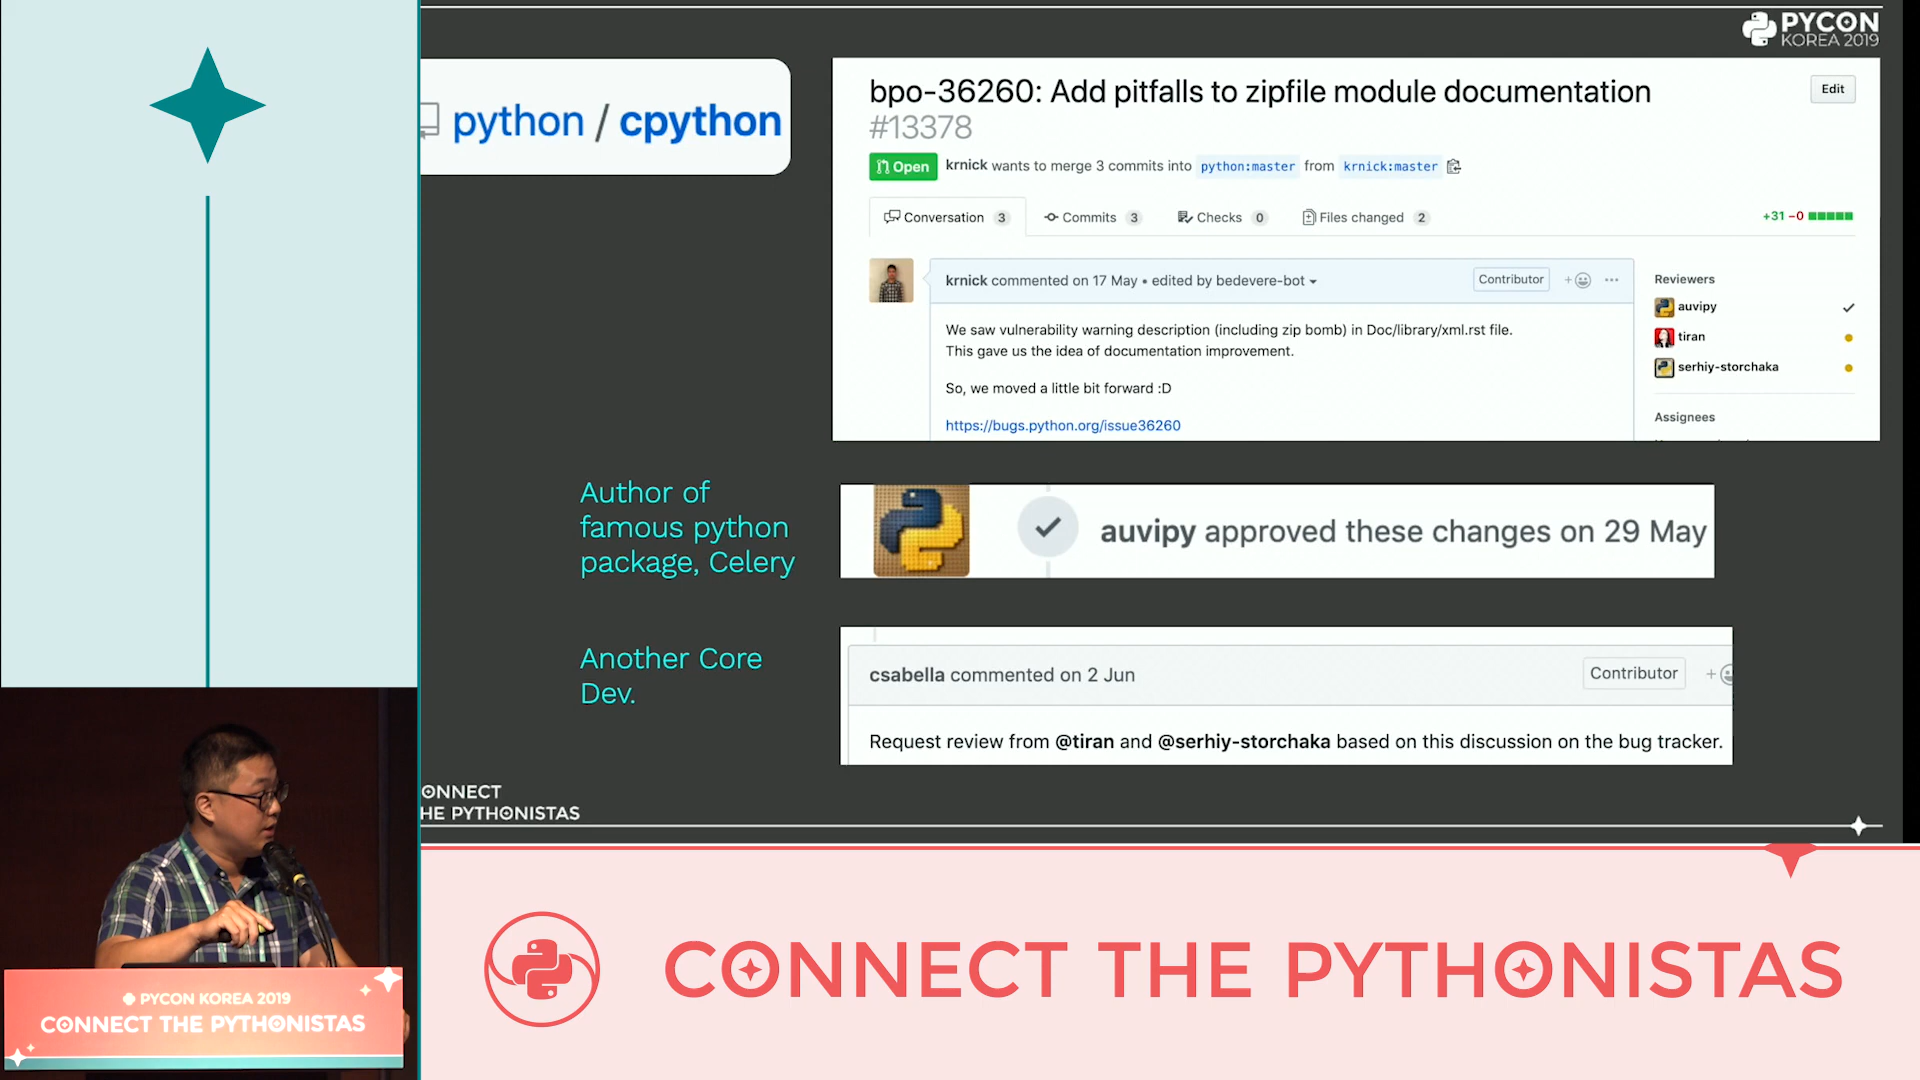 PYCON
KOREA 2019
python / cpython
bpo-36260: Add pitfalls to zipfile module documentation
#13378
Edit
Open
krnick wants to merge 3 commits into python:master from krnick:master
Conversation 3
Commits 3
Checks 0
Files changed 2
+31 −0
krnick commented on 17 May • edited by bedevere-bot
Contributor
We saw vulnerability warning description (including zip bomb) in Doc/library/xml.rst file.
This gave us the idea of documentation improvement.
So, we moved a little bit forward :D
https://bugs.python.org/issue36260
Reviewers
auvipy
tiran
serhiy-storchaka
Assignees
Author of
famous python
package, Celery
auvipy approved these changes on 29 May
Another Core
Dev.
csabella commented on 2 Jun
Contributor
Request review from @tiran and @serhiy-storchaka based on this discussion on the bug tracker.
ONNECT
HE PYTHONISTAS
PYCON KOREA 2019
CONNECT THE PYTHONISTAS
CONNECT THE PYTHONISTAS